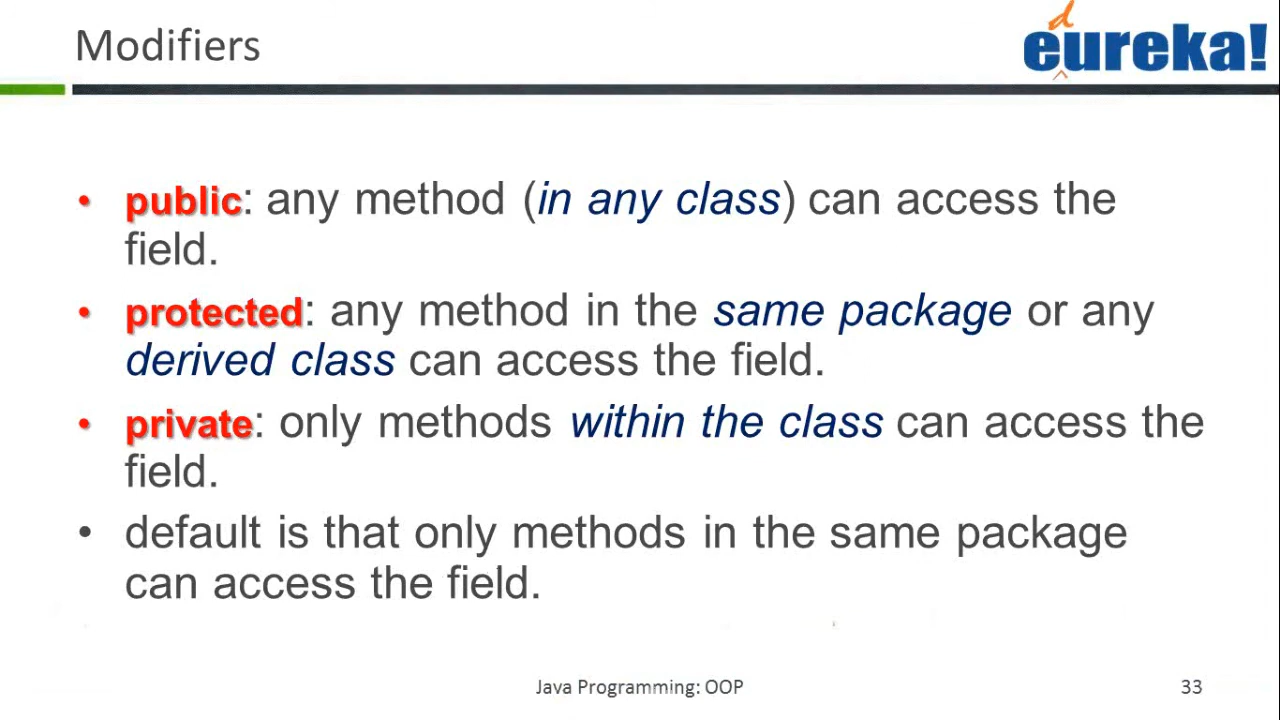 Modifiers
edureka!
• public: any method (in any class) can access the
field.
• protected: any method in the same package or any
derived class can access the field.
• private: only methods within the class can access the
field.
• default is that only methods in the same package
can access the field.
Java Programming: OOP
33